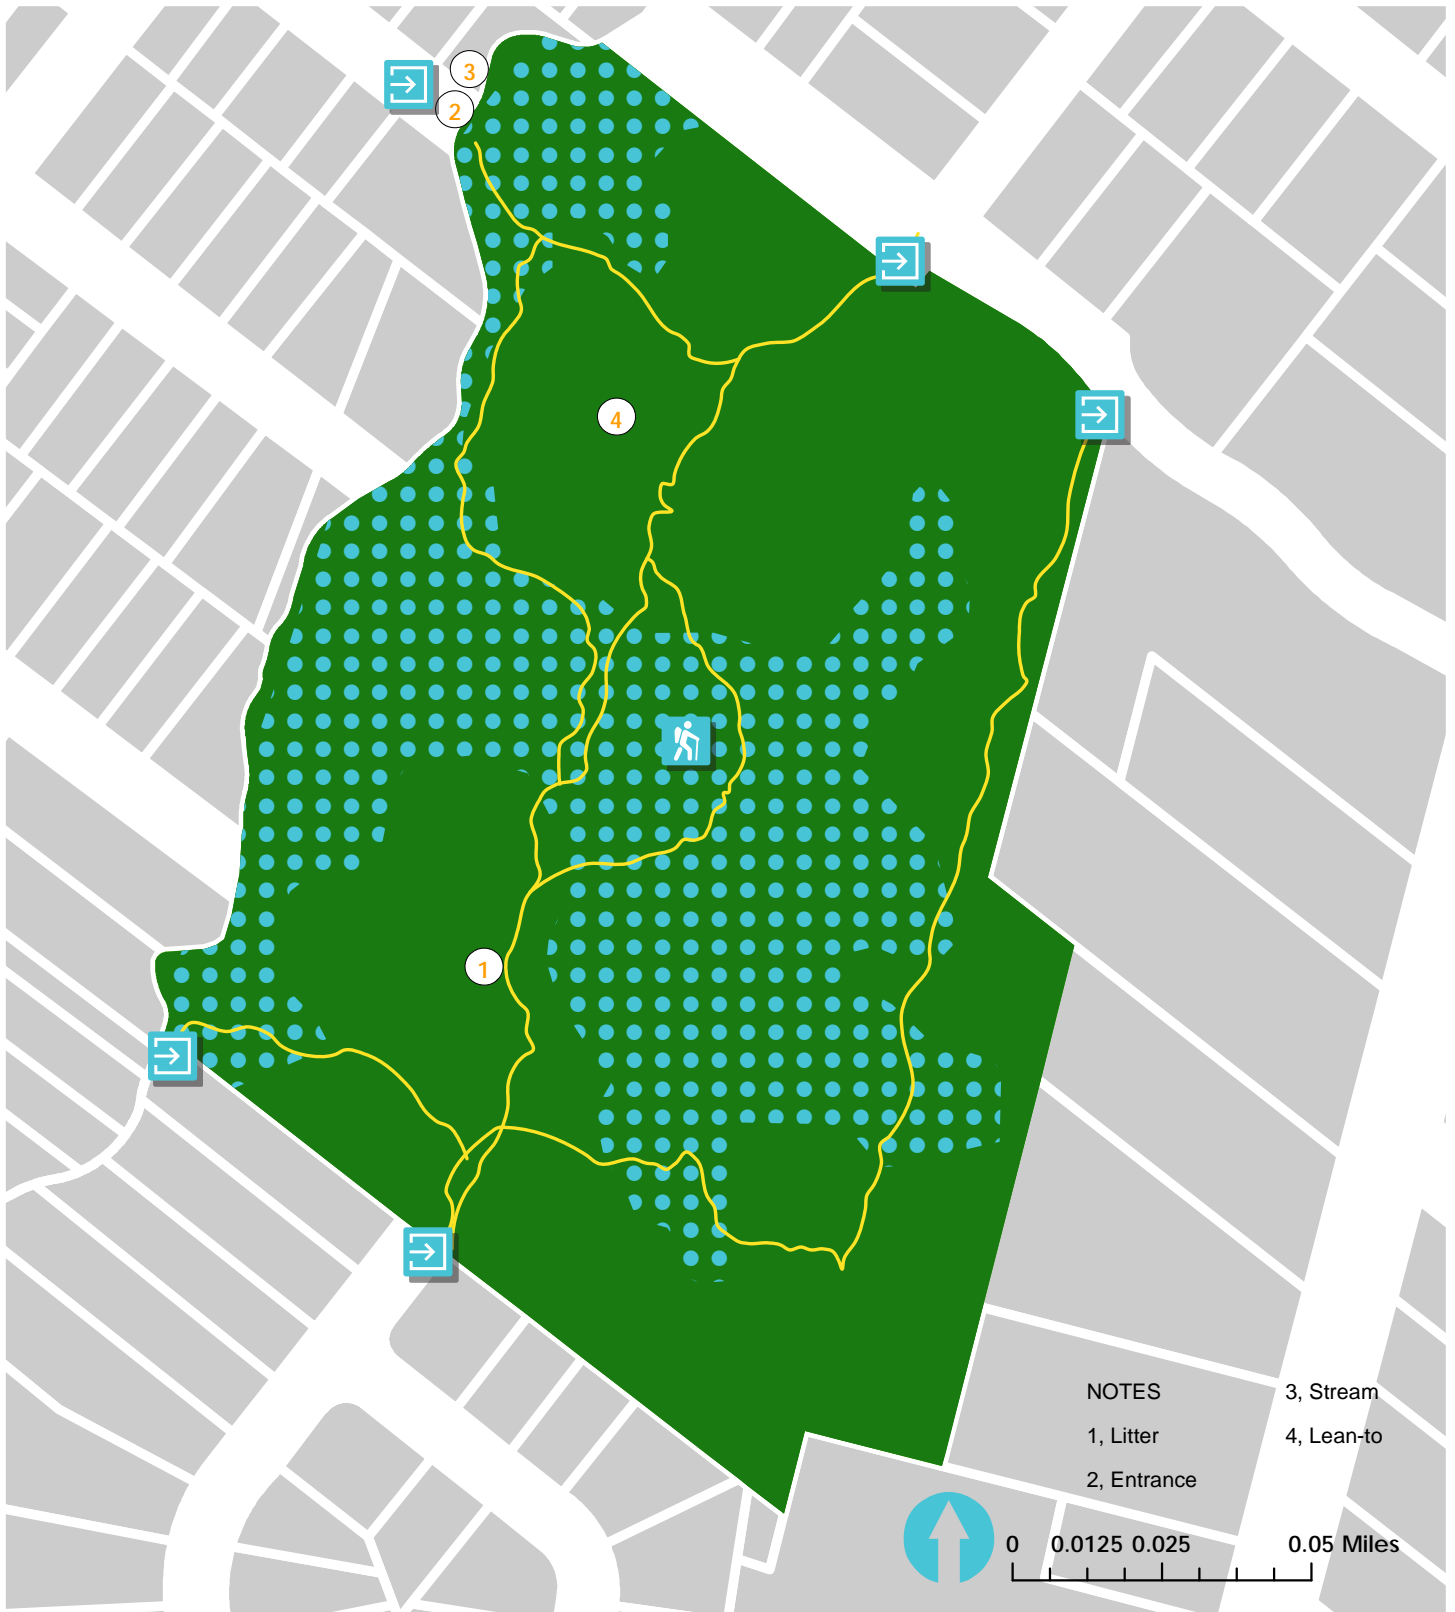 3
2
4
1
NOTES
1, Litter
2, Entrance
3, Stream
4, Lean-to
0 0.0125 0.025 0.05 Miles